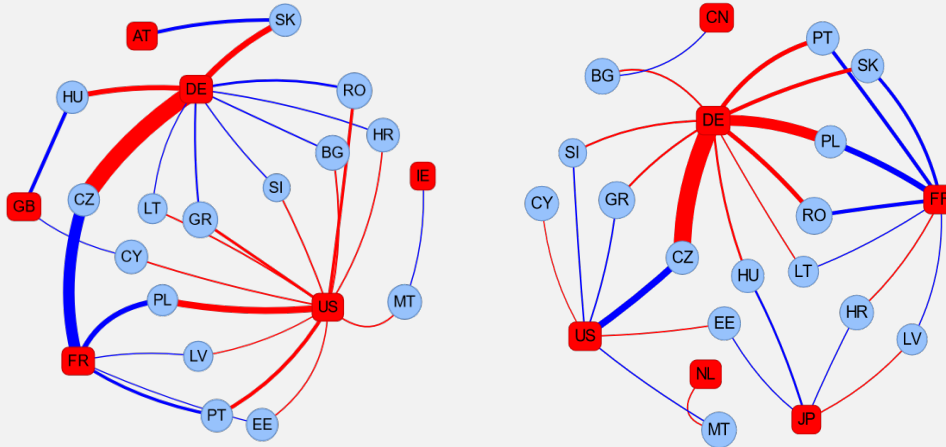 SK
AT
DE
HU
RO
HR
BG
IE
SI
CZ
GB
LT
GR
CY
PL
US
MT
LV
FR
PT
EE
CN
PT
SK
BG
DE
PL
SI
CY
GR
FR
RO
CZ
HU
LT
HR
EE
US
LV
NL
JP
MT